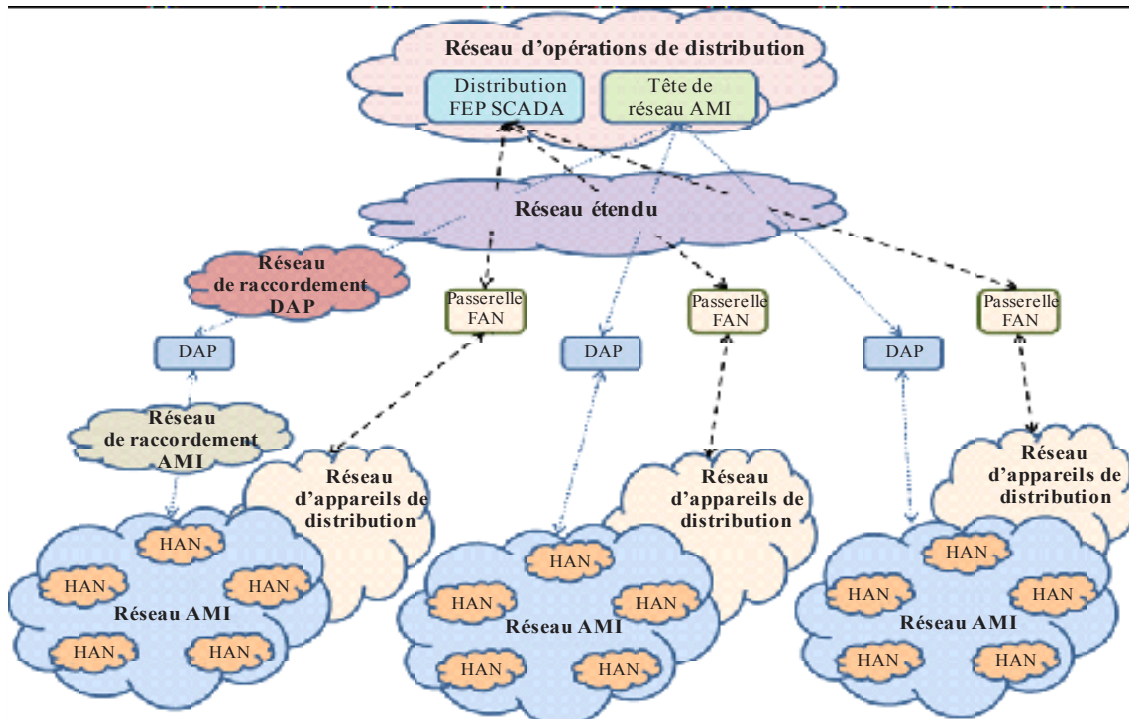 Réseau d'opérations de distribution
Distribution
FEP SCADA
Tête de
réseau AMI
Réseau étendu
Réseau
de raccordement
DAP
Passerelle
FAN
Passerelle
FAN
Passerelle
FAN
DAP
DAP
DAP
Réseau
de raccordement
AMI
Réseau
d'appareils de
distribution
Réseau
d'appareils de
distribution
Réseau
d'appareils de
distribution
HAN
HAN
HAN
Réseau AMI
HAN
HAN
HAN
HAN
HAN
Réseau AMI
HAN
HAN
HAN
HAN
HAN
Réseau AMI
HAN
HAN